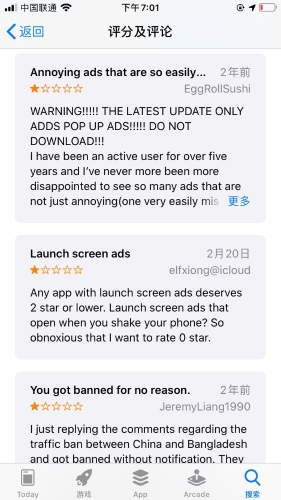 中国联通
下午7:01
返回
评分及评论
Annoying ads that are so easily... 2年前
EggRollSushi
WARNING!!!!! THE LATEST UPDATE ONLY
ADDS POP UP ADS!!!!! DO NOT
DOWNLOAD!!!
I have been an active user for over five
years and I’ve never more been more
disappointed to see so many ads that are
not just annoying(one very easily mis 更多
Launch screen ads 2月20日
elfxiong@icloud
Any app with launch screen ads deserves
2 star or lower. Launch screen ads that
open when you shake your phone? So
obnoxious that I want to rate 0 star.
You got banned for no reason. 2年前
JeremyLiang1990
I just replying the comments regarding the
traffic ban between China and Bangladesh
and got banned without notification. They
Today 游戏 App Arcade 搜索